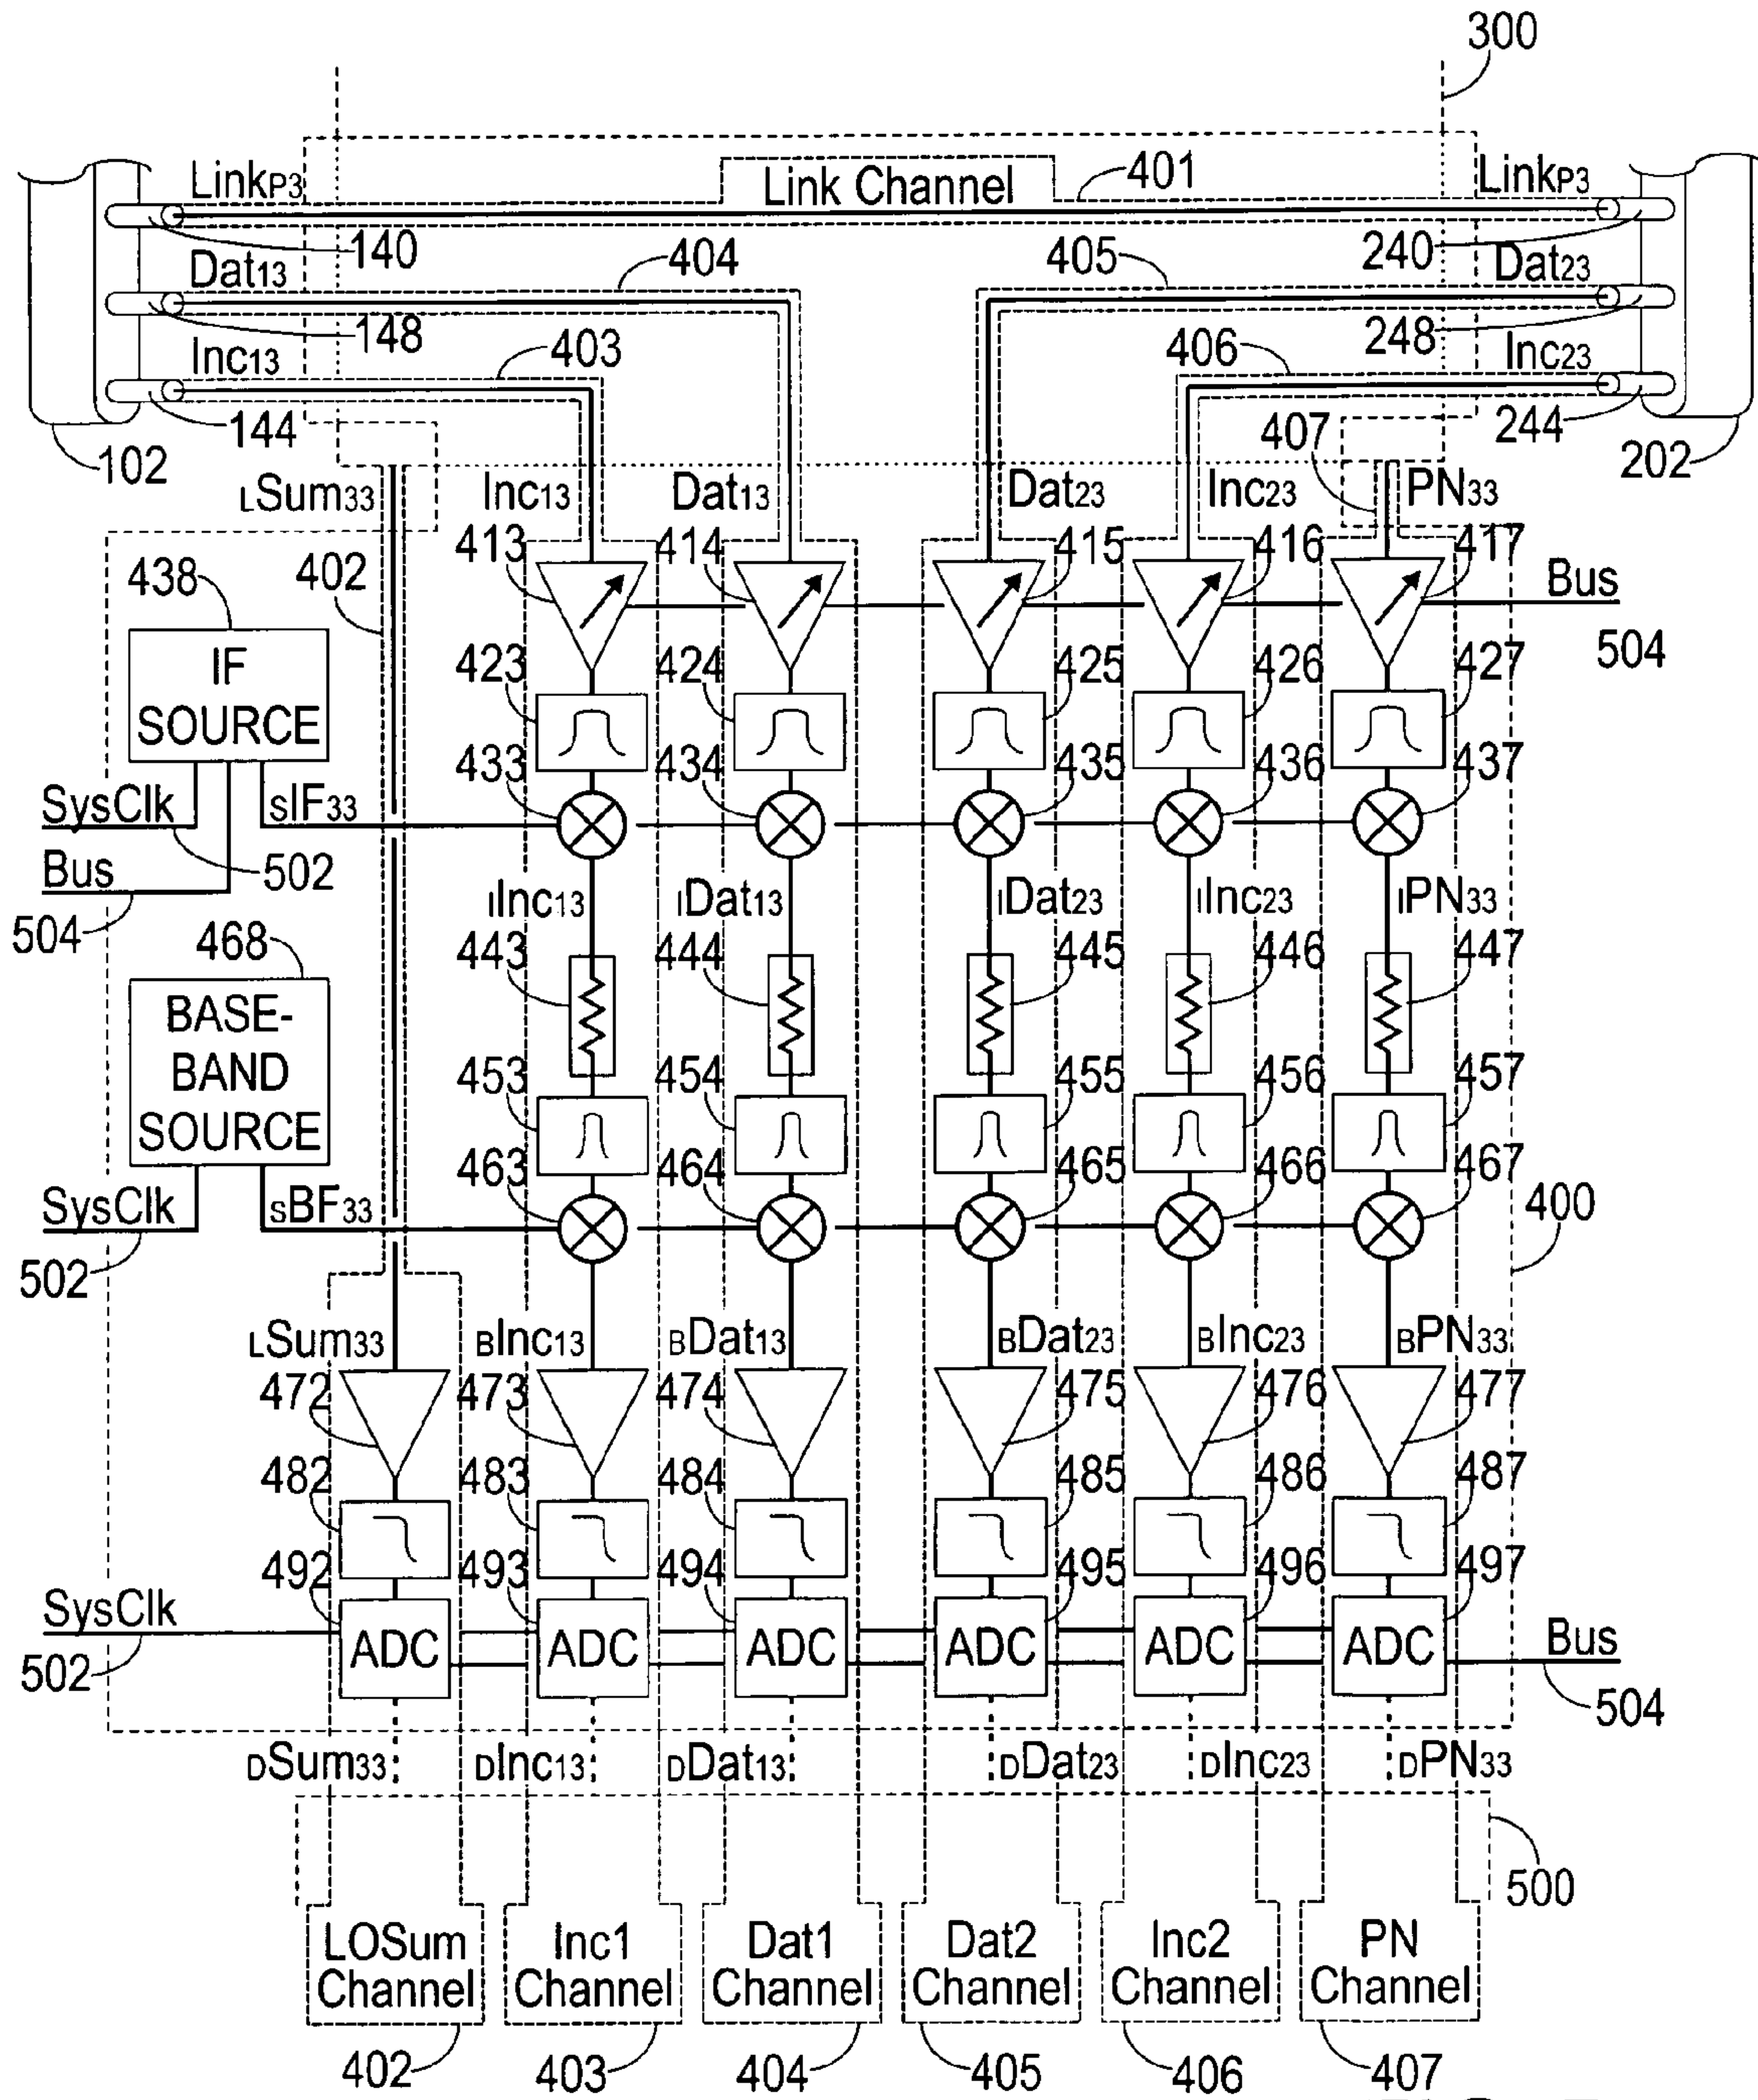 300
LinkP3 Link Channel 401 LinkP3
140 404 405 240
Dat13 Dat23
148 403 406 248
Inc13 Inc23
144 407 244
102 202
LSum33 Inc13 Dat13 Dat23 Inc23 PN33
413 414 415 416 417
438 402 Bus
IF SOURCE 504
423 424 425 426 427
433 434 435 436 437
SysClk sIF33
502
Bus
504
IInc13 IDat13 IDat23 IInc23 IPN33
468
443 444 445 446 447
BASE-
BAND
SOURCE
453 454 455 456 457
463 464 465 466 467
SysClk sBF33 400
502
LSum33 BInc13 BDat13 BDat23 BInc23 BPN33
472 473 474 475 476 477
482 483 484 485 486 487
492 493 494 495 496 497
SysClk ADC ADC ADC ADC ADC ADC Bus
502 504
DSum33 DInc13 DDat13 DDat23 DInc23 DPN33
500
LOSum Inc1 Dat1 Dat2 Inc2 PN
Channel Channel Channel Channel Channel Channel
402 403 404 405 406 407